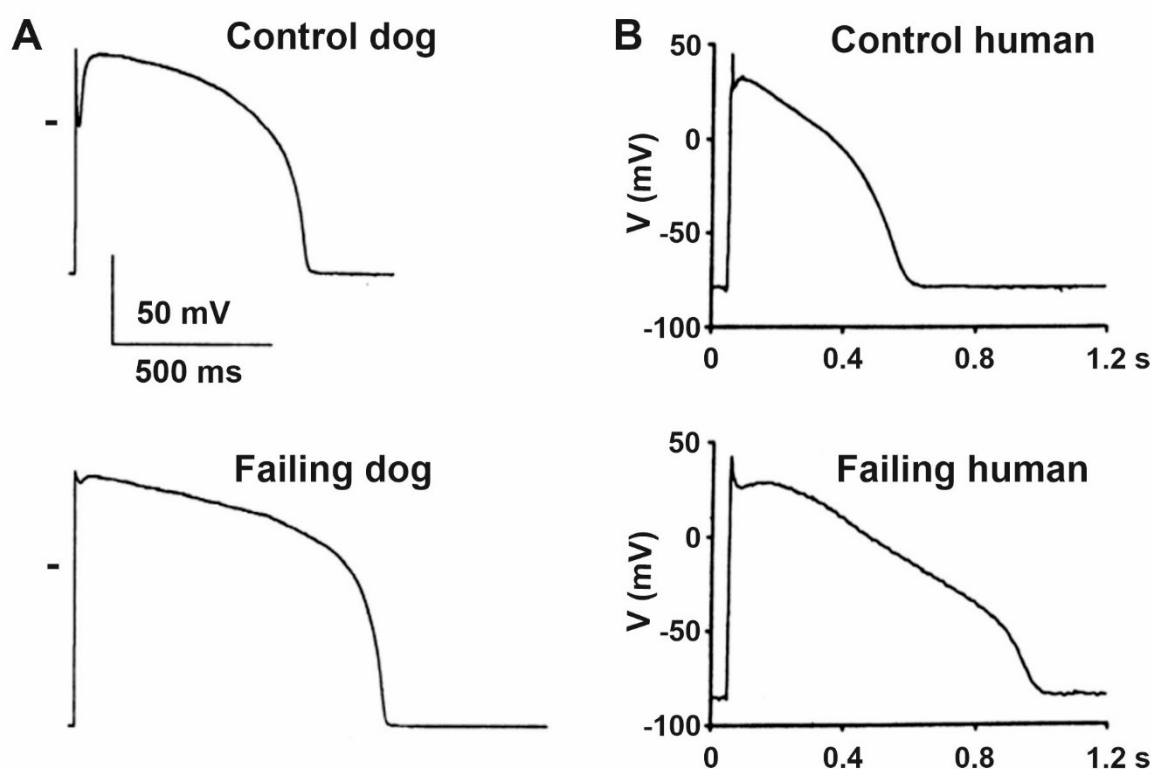 A
Control dog
-
50 mV
500 ms
Failing dog
-
B
Control human
50
0
-50
-100
V (mV)
0 0.4 0.8 1.2 s
Failing human
50
0
-50
-100
V (mV)
0 0.4 0.8 1.2 s